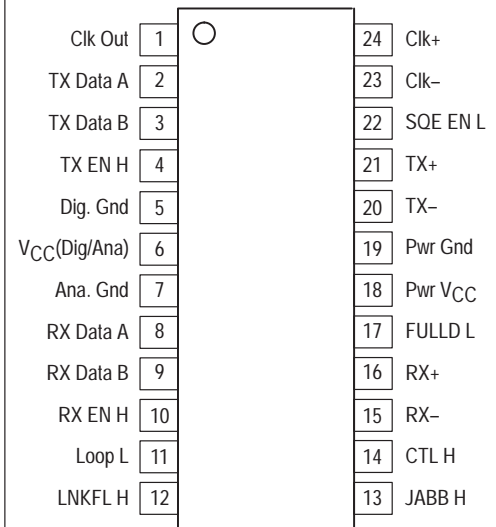 Clk Out 1 24 Clk+
TX Data A 2 23 Clk–
TX Data B 3 22 SQE EN L
TX EN H 4 21 TX+
Dig. Gnd 5 20 TX–
VCC(Dig/Ana) 6 19 Pwr Gnd
Ana. Gnd 7 18 Pwr VCC
RX Data A 8 17 FULLD L
RX Data B 9 16 RX+
RX EN H 10 15 RX–
Loop L 11 14 CTL H
LNKFL H 12 13 JABB H